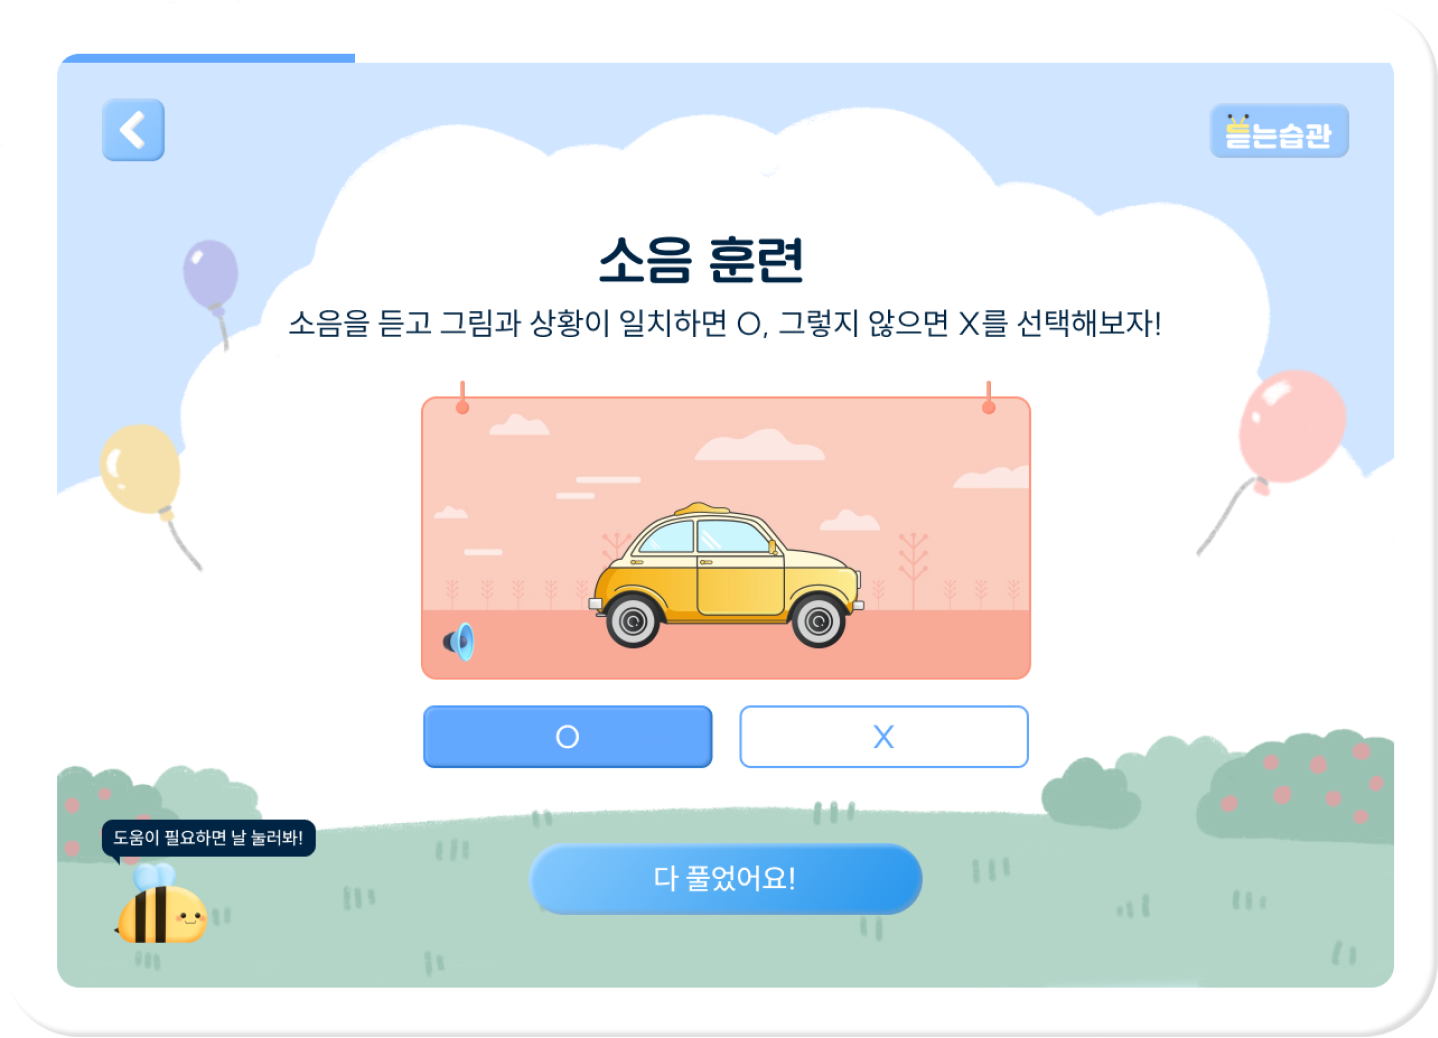 듣는습관
소음 훈련
소음을 듣고 그림과 상황이 일치하면 O, 그렇지 않으면 X를 선택해보자!
O
X
도움이 필요하면 날 눌러봐!
다 풀었어요!